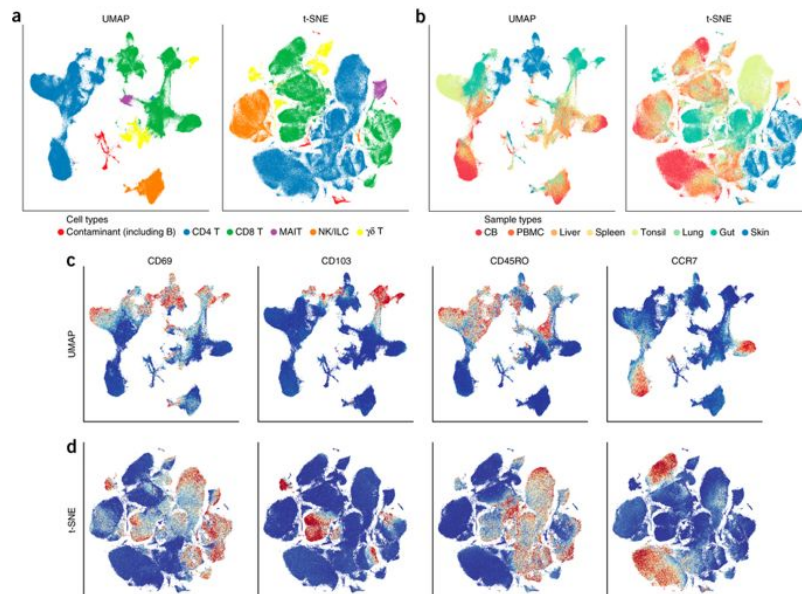 a
UMAP
t-SNE
b
UMAP
t-SNE
Cell types
Contaminant (including B) CD4 T CD8 T MAIT NK/ILC γδ T
Sample types
CB PBMC Liver Spleen Tonsil Lung Gut Skin
c
CD69
CD103
CD45RO
CCR7
UMAP
d
t-SNE